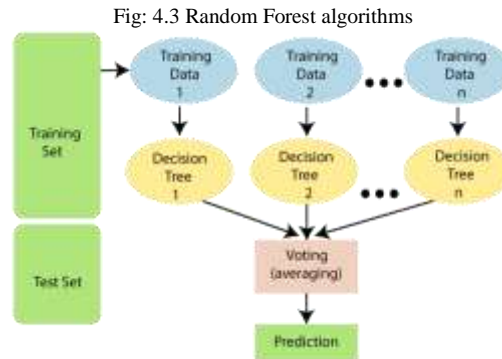 Fig: 4.3 Random Forest algorithms
Training
Data
1
Training
Data
2
Training
Data
n
Training
Set
Decision
Tree
1
Decision
Tree
2
Decision
Tree
n
Test Set
Voting
(averaging)
Prediction